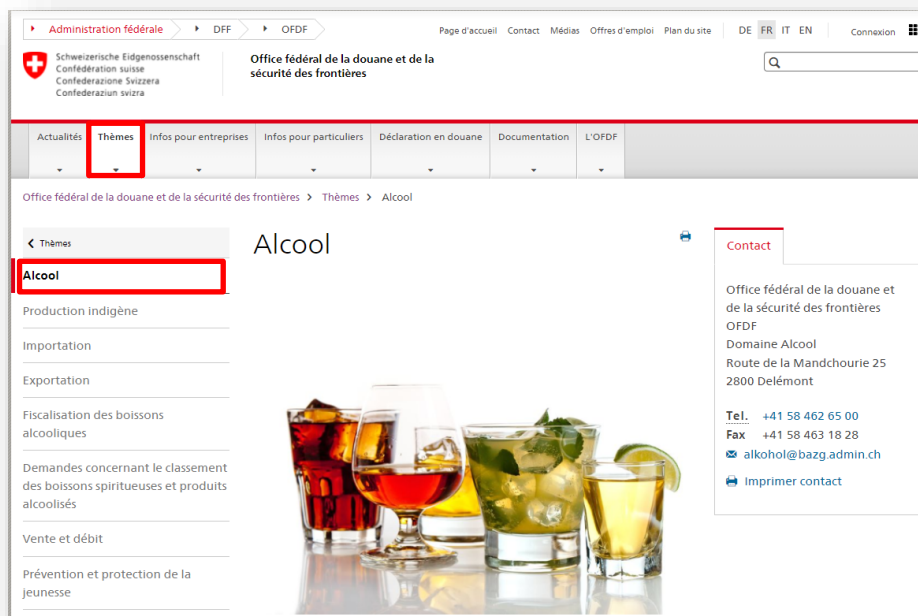 Administration fédérale DFF OFDF
Page d'accueil Contact Médias Offres d'emploi Plan du site DE FR IT EN Connexion
Schweizerische Eidgenossenschaft
Confédération suisse
Confederazione Svizzera
Confederaziun svizra
Office fédéral de la douane et de la
sécurité des frontières
Actualités Thèmes Infos pour entreprises Infos pour particuliers Déclaration en douane Documentation L'OFDF
Office fédéral de la douane et de la sécurité des frontières > Thèmes > Alcool
Thèmes
Alcool
Production indigène
Importation
Exportation
Fiscalisation des boissons
alcooliques
Demandes concernant le classement
des boissons spiritueuses et produits
alcoolisés
Vente et débit
Prévention et protection de la
jeunesse
Alcool
Contact
Office fédéral de la douane et
de la sécurité des frontières
OFDF
Domaine Alcool
Route de la Mandchourie 25
2800 Delémont
Tel. +41 58 462 65 00
Fax +41 58 463 18 28
alkohol@bazg.admin.ch
Imprimer contact